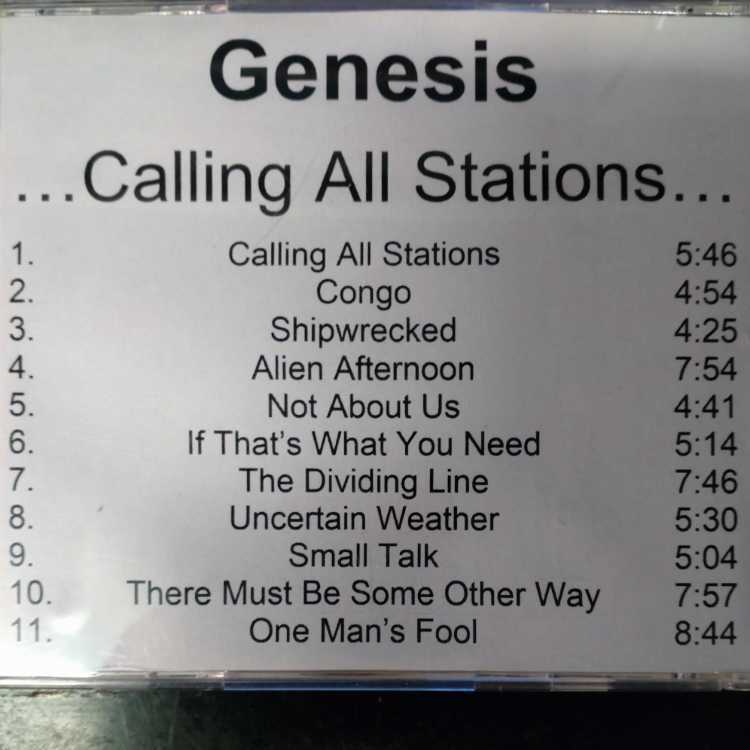 Genesis
...Calling All Stations...
1. Calling All Stations 5:46
2. Congo 4:54
3. Shipwrecked 4:25
4. Alien Afternoon 7:54
5. Not About Us 4:41
6. If That’s What You Need 5:14
7. The Dividing Line 7:46
8. Uncertain Weather 5:30
9. Small Talk 5:04
10. There Must Be Some Other Way 7:57
11. One Man’s Fool 8:44